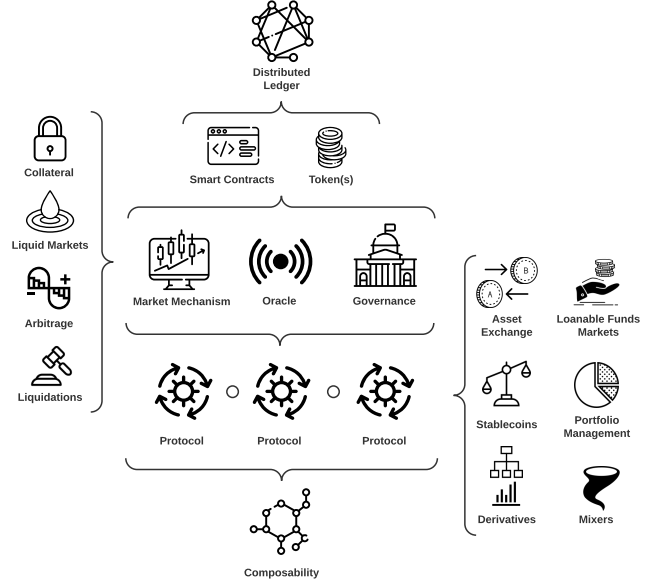 Distributed
Ledger
Smart Contracts
Token(s)
Collateral
Liquid Markets
Arbitrage
Liquidations
Market Mechanism
Oracle
Governance
Protocol
Protocol
Protocol
Composability
B
A
Asset
Exchange
Loanable Funds
Markets
Stablecoins
Portfolio
Management
Derivatives
Mixers